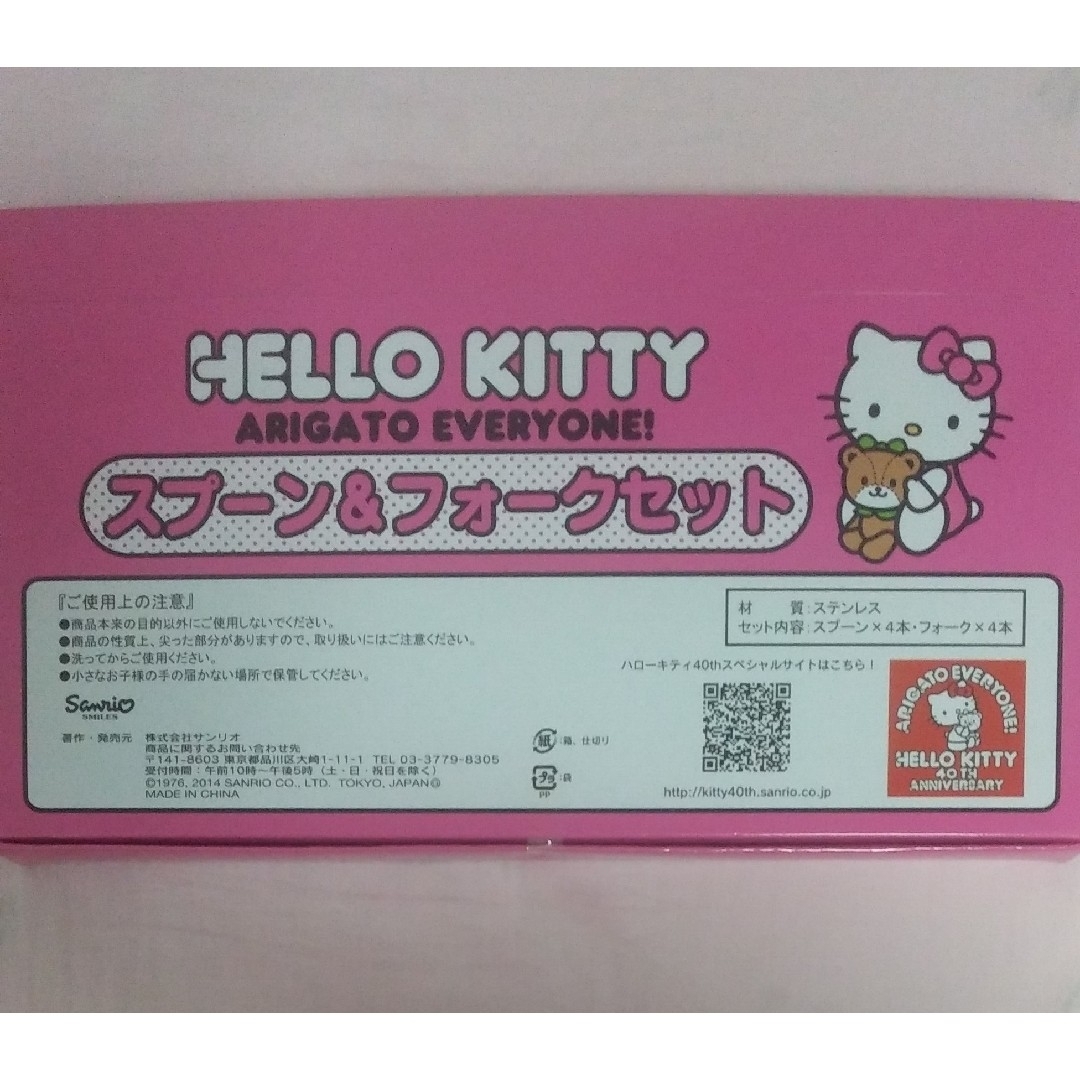 HELLO KITTY
ARIGATO EVERYONE!
スプーン&フォークセット
『ご使用上の注意』
●商品本来の目的以外にご使用しないでください。
●商品の性質上、尖った部分がありますので、取り扱いにはご注意ください。
●洗ってからご使用ください。
●小さなお子様の手の届かない場所で保管してください。
材 質:ステンレス
セット内容:スプーン×4本・フォーク×4本
ハローキティ40thスペシャルサイトはこちら!
Sanrio
SMILES
著作・発売元 株式会社サンリオ
商品に関するお問い合わせ先
〒141-8603 東京都品川区大崎1-11-1 TEL 03-3779-8305
受付時間:午前10時~午後5時(土・日・祝日を除く)
©1976, 2014 SANRIO CO., LTD. TOKYO, JAPAN Ⓛ
MADE IN CHINA
紙:箱、仕切り
プラ:袋
PP
http://kitty40th.sanrio.co.jp
ARIGATO EVERYONE!
HELLO KITTY
40TH
ANNIVERSARY